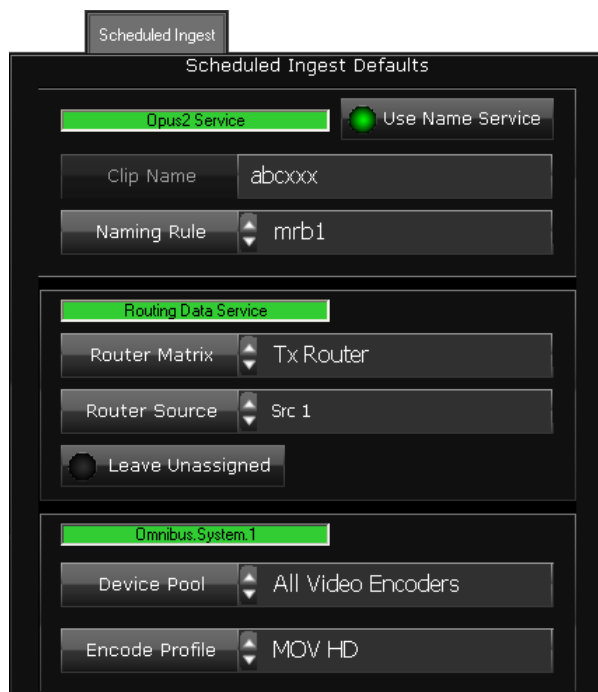 Scheduled Ingest
Scheduled Ingest Defaults
Opus2 Service
Use Name Service
Clip Name abcxxx
Naming Rule mrb1
Routing Data Service
Router Matrix Tx Router
Router Source Src 1
Leave Unassigned
Omnibus.System.1
Device Pool All Video Encoders
Encode Profile MOV HD